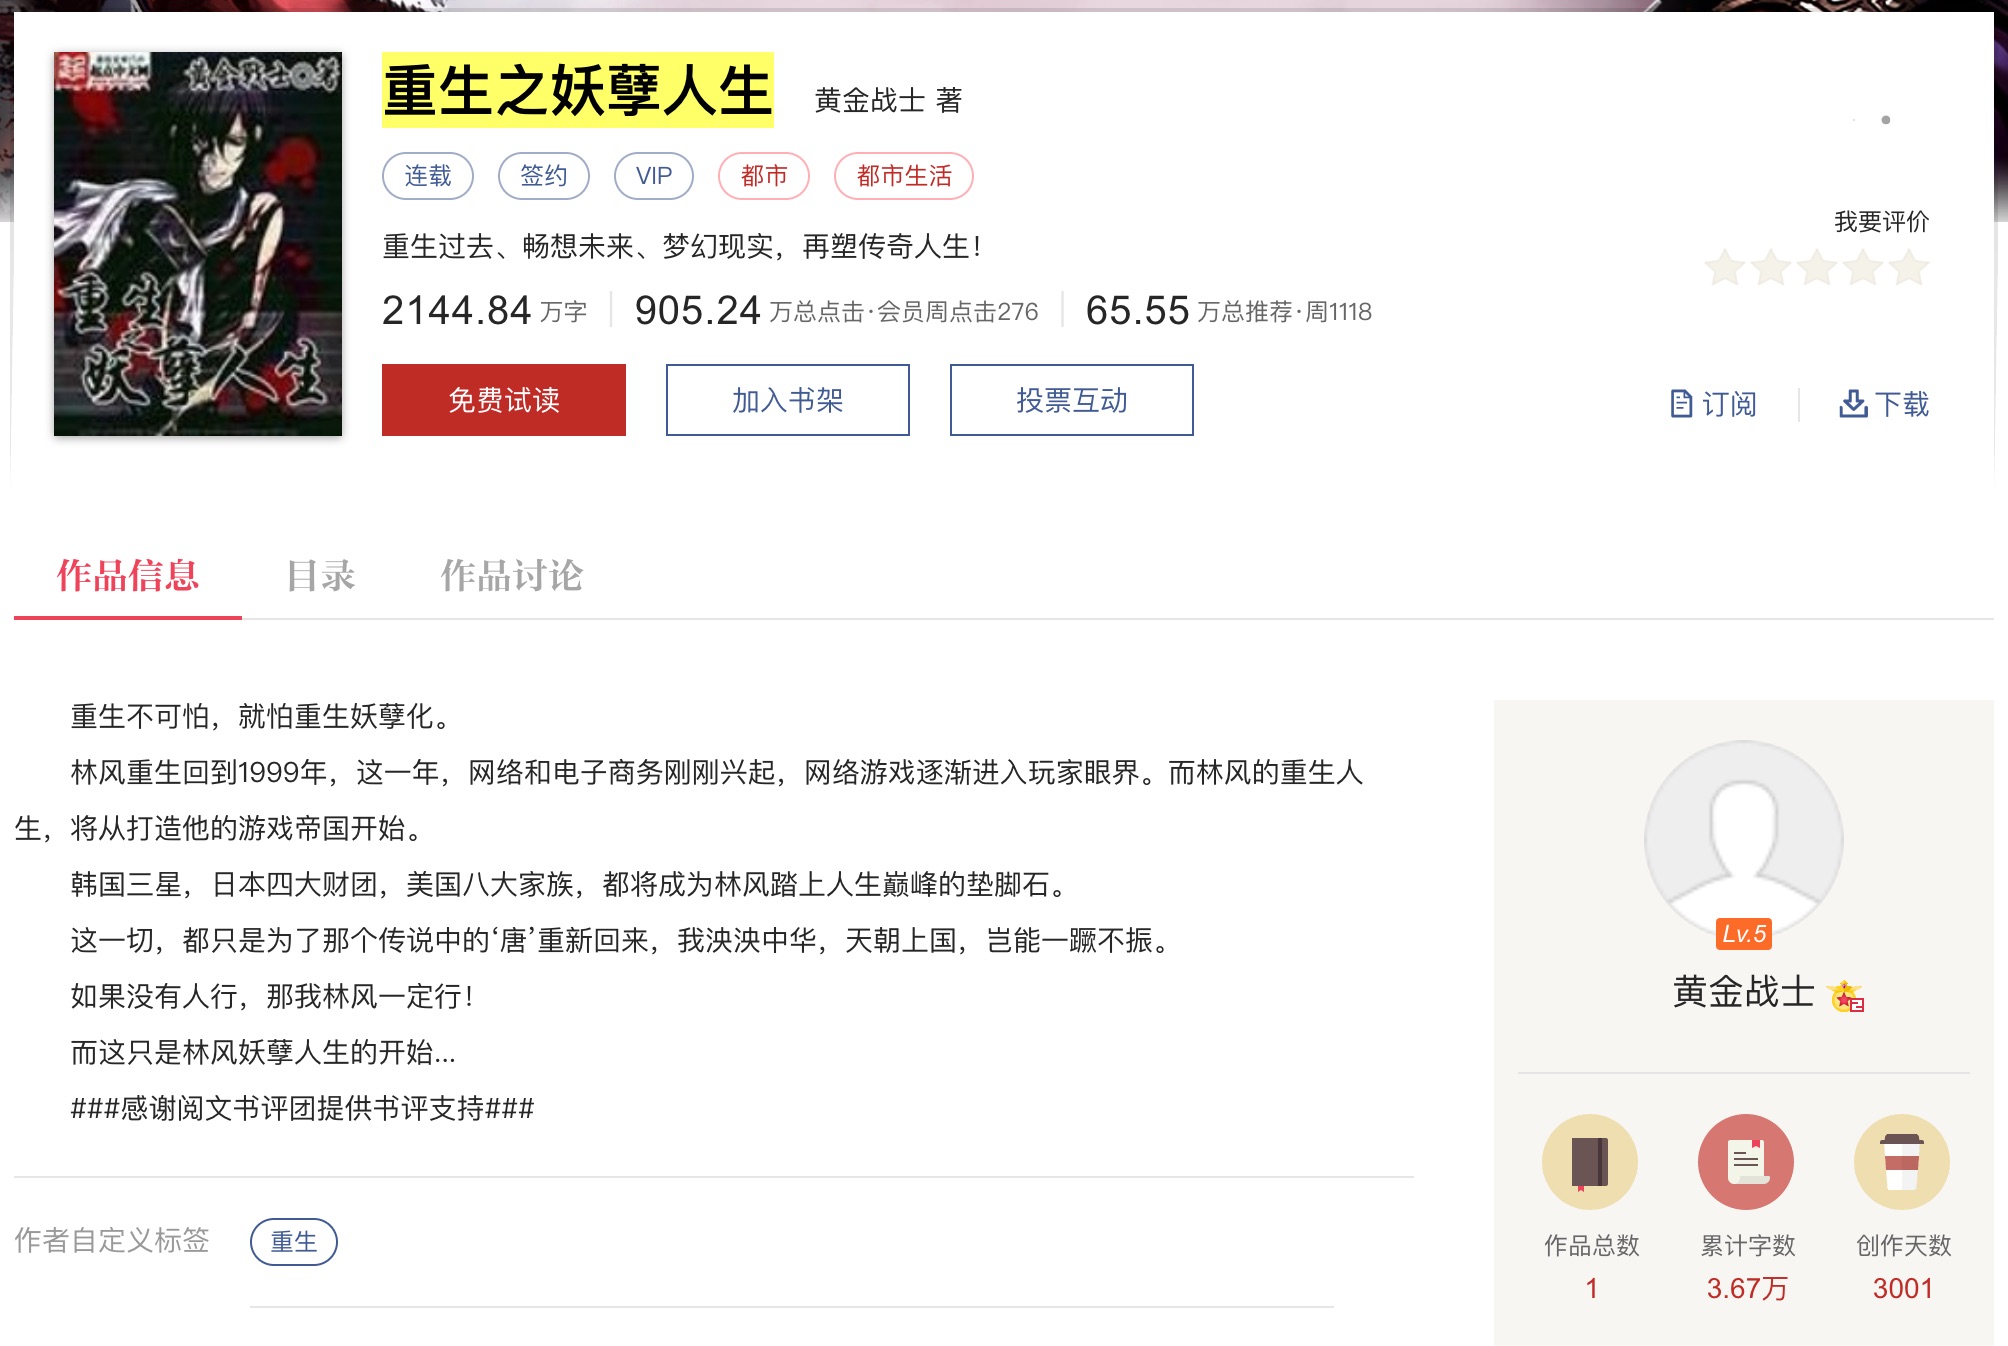 黄金战士◎著
重生
之
妖孽人生
重生之妖孽人生 黄金战士 著
连载 签约 VIP 都市 都市生活
重生过去、畅想未来、梦幻现实，再塑传奇人生！
我要评价
2144.84 万字 905.24 万总点击·会员周点击276 65.55 万总推荐·周1118
免费试读 加入书架 投票互动 订阅 下载
作品信息 目录 作品讨论
重生不可怕，就怕重生妖孽化。
林风重生回到1999年，这一年，网络和电子商务刚刚兴起，网络游戏逐渐进入玩家眼界。而林风的重生人
生，将从打造他的游戏帝国开始。
韩国三星，日本四大财团，美国八大家族，都将成为林风踏上人生巅峰的垫脚石。
这一切，都只是为了那个传说中的‘唐’重新回来，我泱泱中华，天朝上国，岂能一蹶不振。
如果没有人行，那我林风一定行！
而这只是林风妖孽人生的开始...
###感谢阅文书评团提供书评支持###
作者自定义标签 重生
Lv.5
黄金战士
作品总数 累计字数 创作天数
1 3.67万 3001